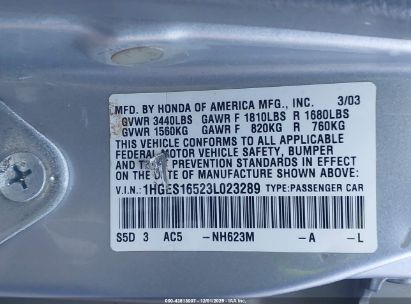 MFD. BY HONDA OF AMERICA MFG., INC. 3/03
GVWR 3440LBS GAWR F 1810LBS R 1680LBS
GVWR 1560KG GAWR F 820KG R 760KG
THIS VEHICLE CONFORMS TO ALL APPLICABLE
FEDERAL MOTOR VEHICLE SAFETY, BUMPER
AND THEFT PREVENTION STANDARDS IN EFFECT
ON THE DATE OF MANUFACTURE SHOWN ABOVE
V.I.N.: 1HGES16523L023289 TYPE: PASSENGER CAR
S5D 3 AC5 -NH623M -A -L